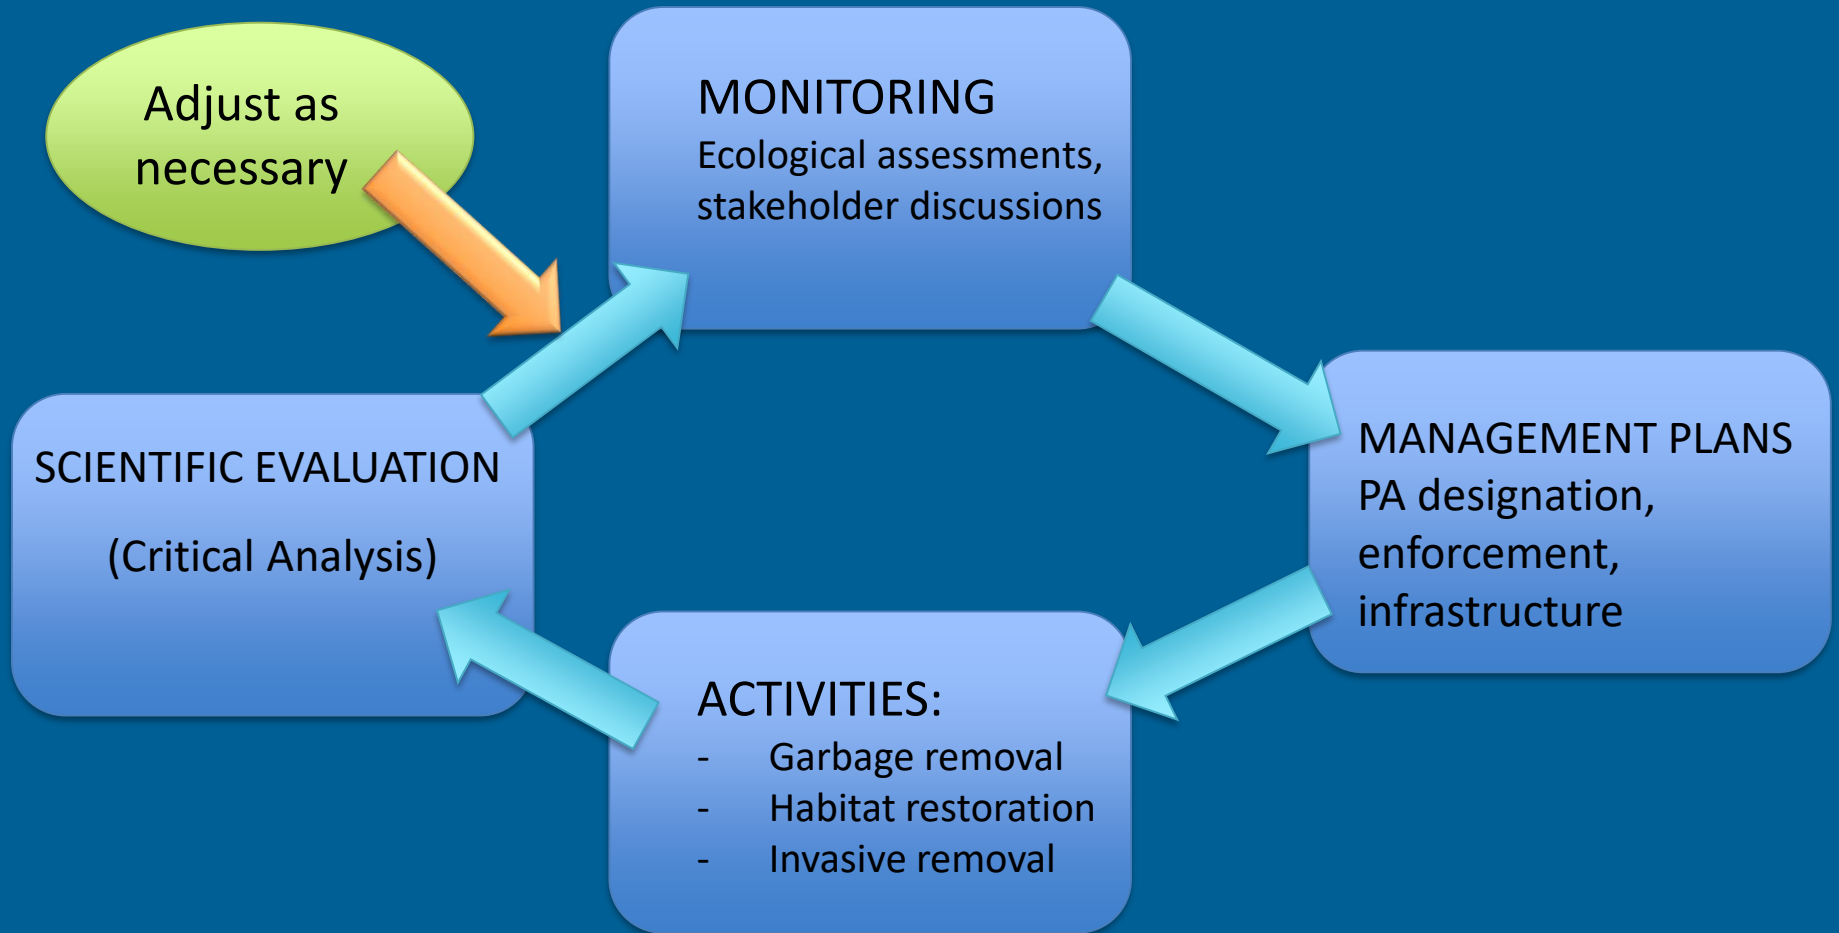 Adjust as
necessary
MONITORING
Ecological assessments,
stakeholder discussions
MANAGEMENT PLANS
PA designation,
enforcement,
infrastructure
ACTIVITIES:
- Garbage removal
- Habitat restoration
- Invasive removal
SCIENTIFIC EVALUATION
(Critical Analysis)